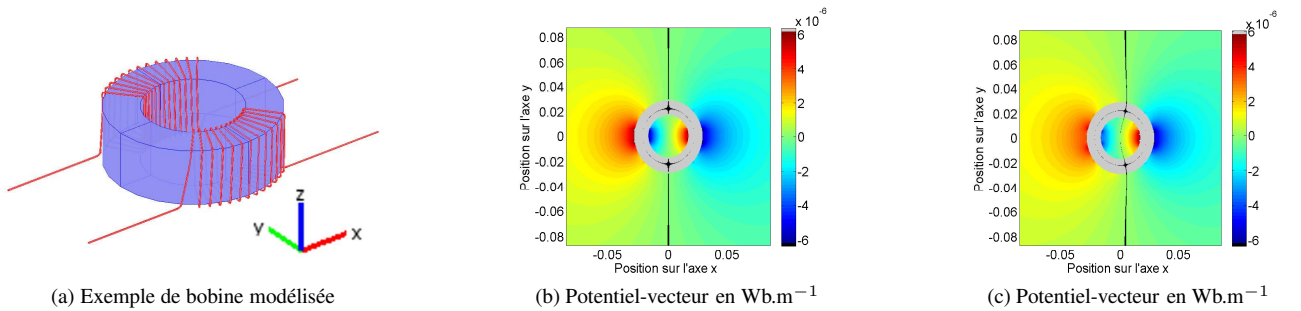 z
y
x
(a) Exemple de bobine modélisée
x 10⁻⁶
0.08
0.06
0.04
0.02
0
-0.02
-0.04
-0.06
-0.08
Position sur l'axe y
-0.05 0 0.05
Position sur l'axe x
6
4
2
0
-2
-4
-6
(b) Potentiel-vecteur en Wb.m⁻¹
x 10⁻⁶
0.08
0.06
0.04
0.02
0
-0.02
-0.04
-0.06
-0.08
Position sur l'axe y
-0.05 0 0.05
Position sur l'axe x
6
4
2
0
-2
-4
-6
(c) Potentiel-vecteur en Wb.m⁻¹